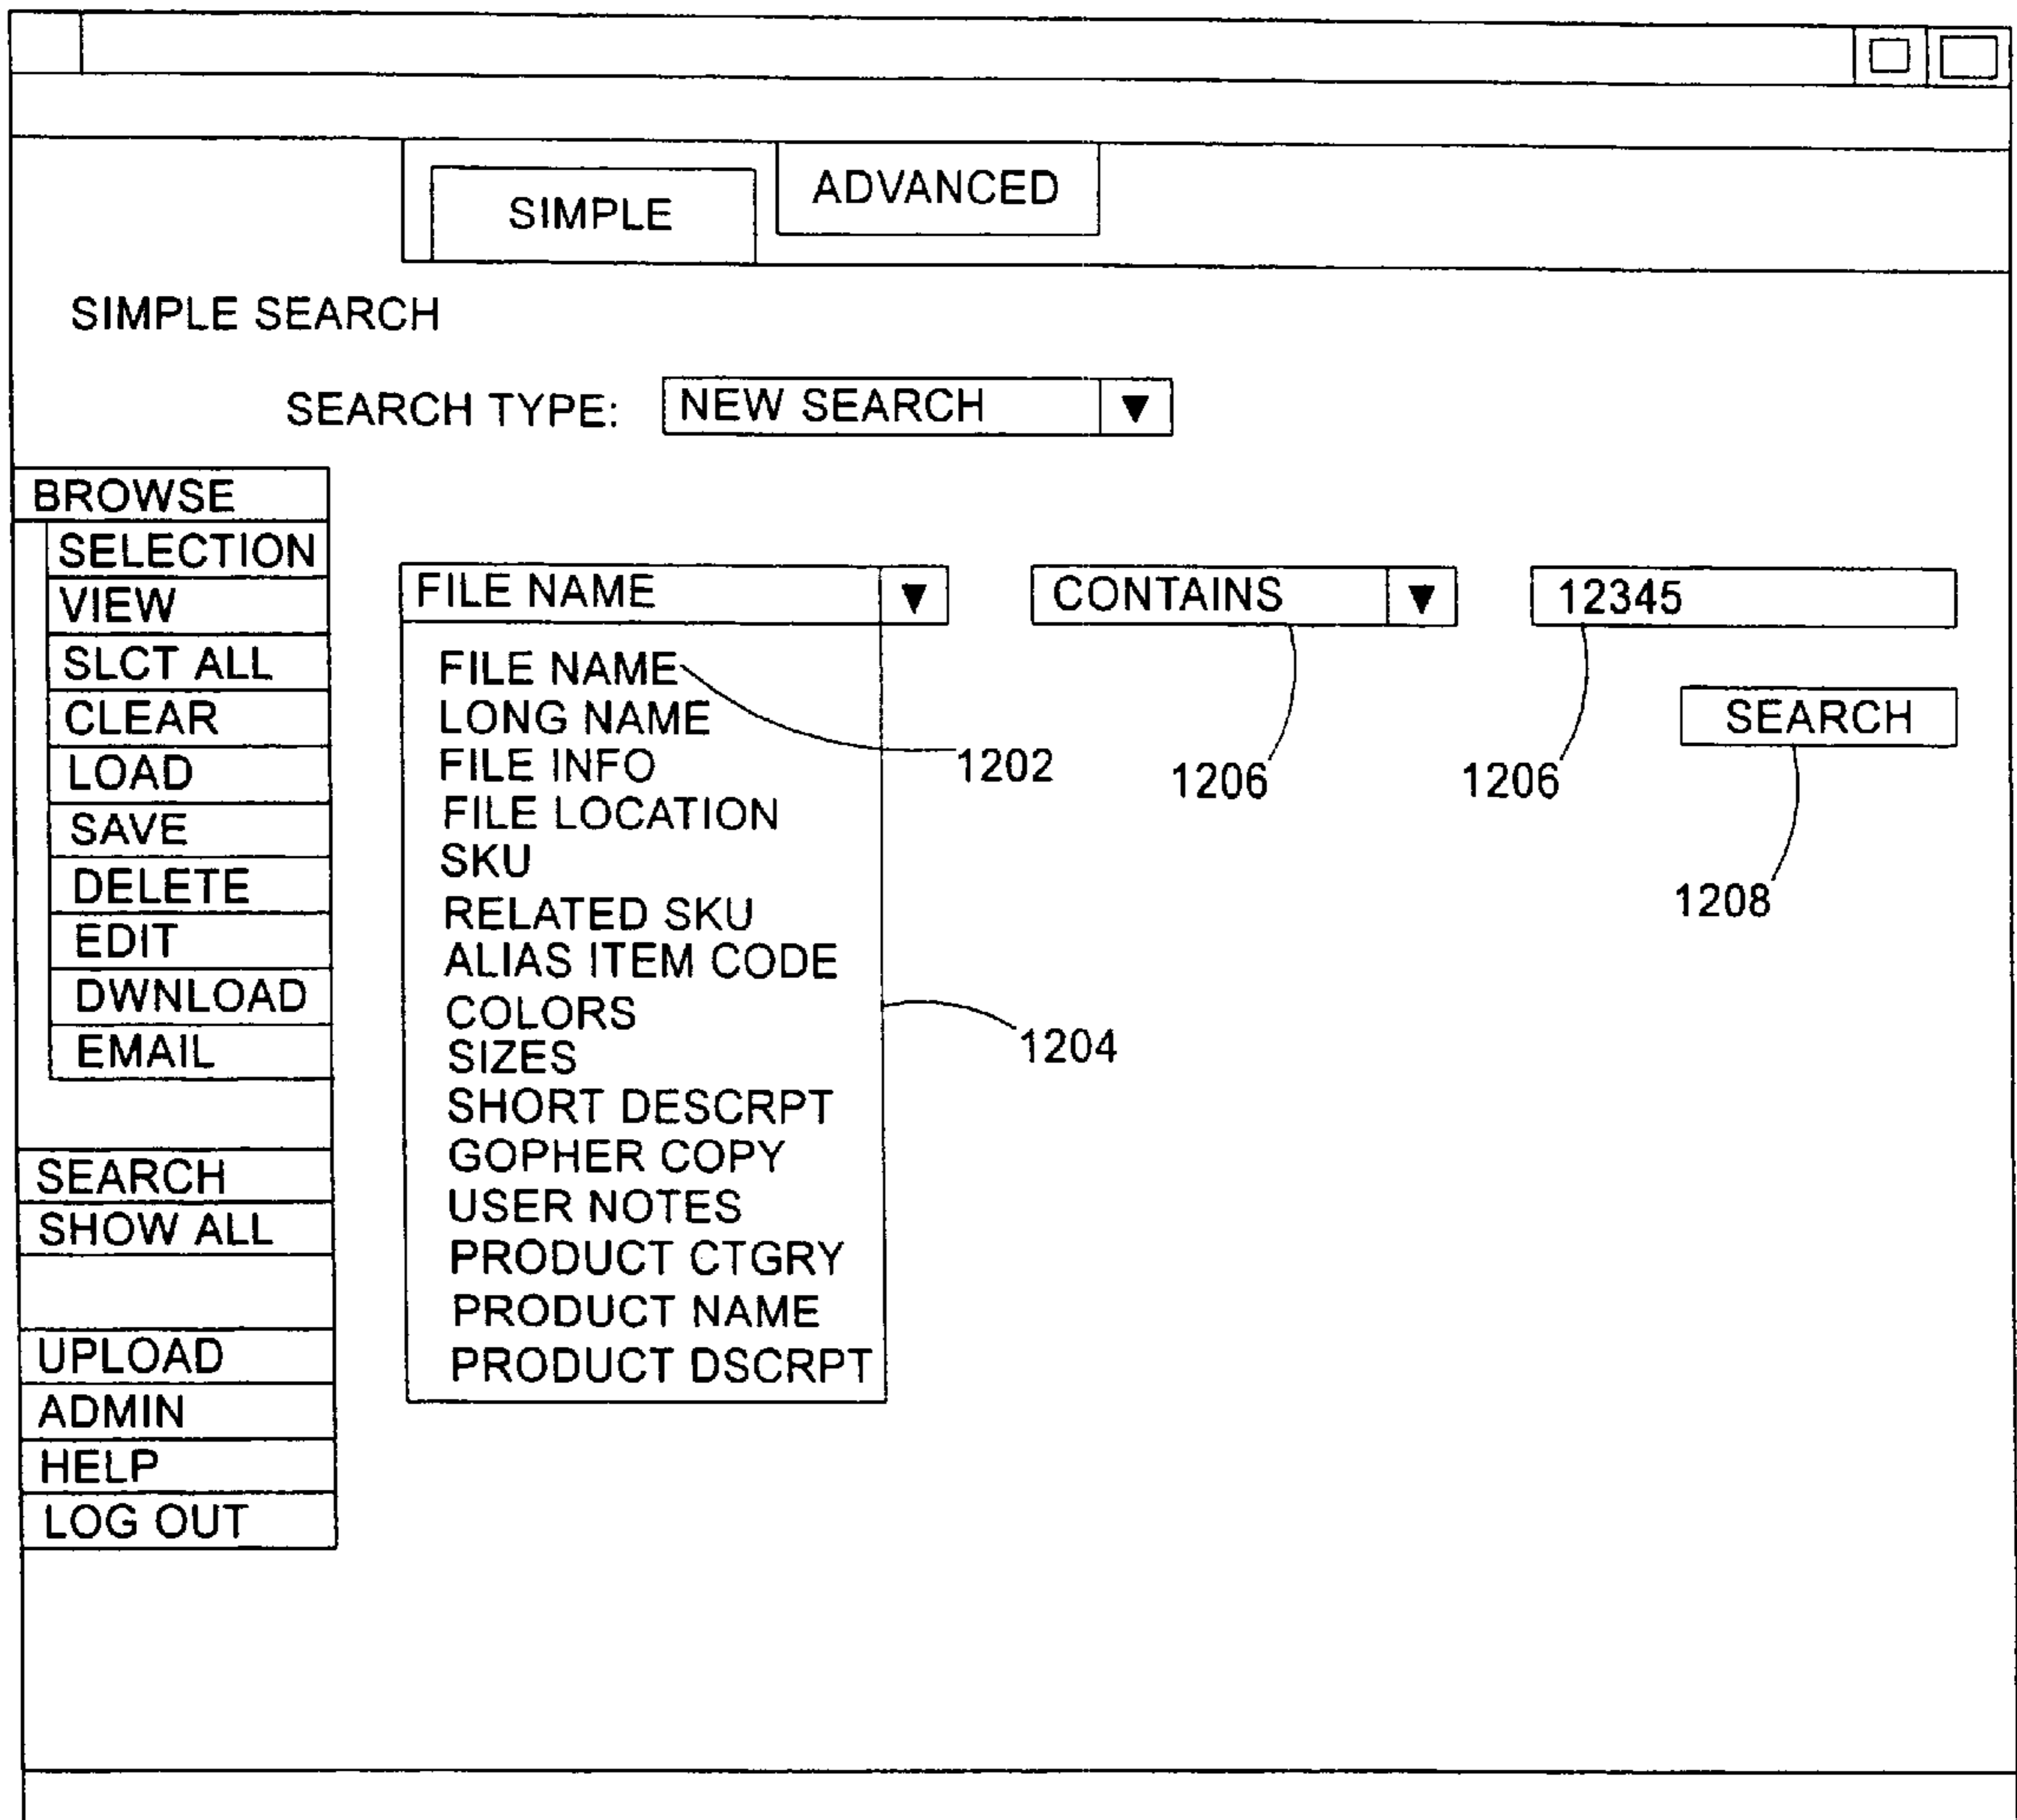 SIMPLE
ADVANCED
SIMPLE SEARCH
SEARCH TYPE: NEW SEARCH ▼
BROWSE
SELECTION
VIEW
SLCT ALL
CLEAR
LOAD
SAVE
DELETE
EDIT
DWNLOAD
EMAIL
SEARCH
SHOW ALL
UPLOAD
ADMIN
HELP
LOG OUT
FILE NAME ▼ CONTAINS ▼ 12345
FILE NAME
LONG NAME
FILE INFO
FILE LOCATION
SKU
RELATED SKU
ALIAS ITEM CODE
COLORS
SIZES
SHORT DESCRPT
GOPHER COPY
USER NOTES
PRODUCT CTGRY
PRODUCT NAME
PRODUCT DSCRPT
SEARCH
1202
1206
1206
1208
1204